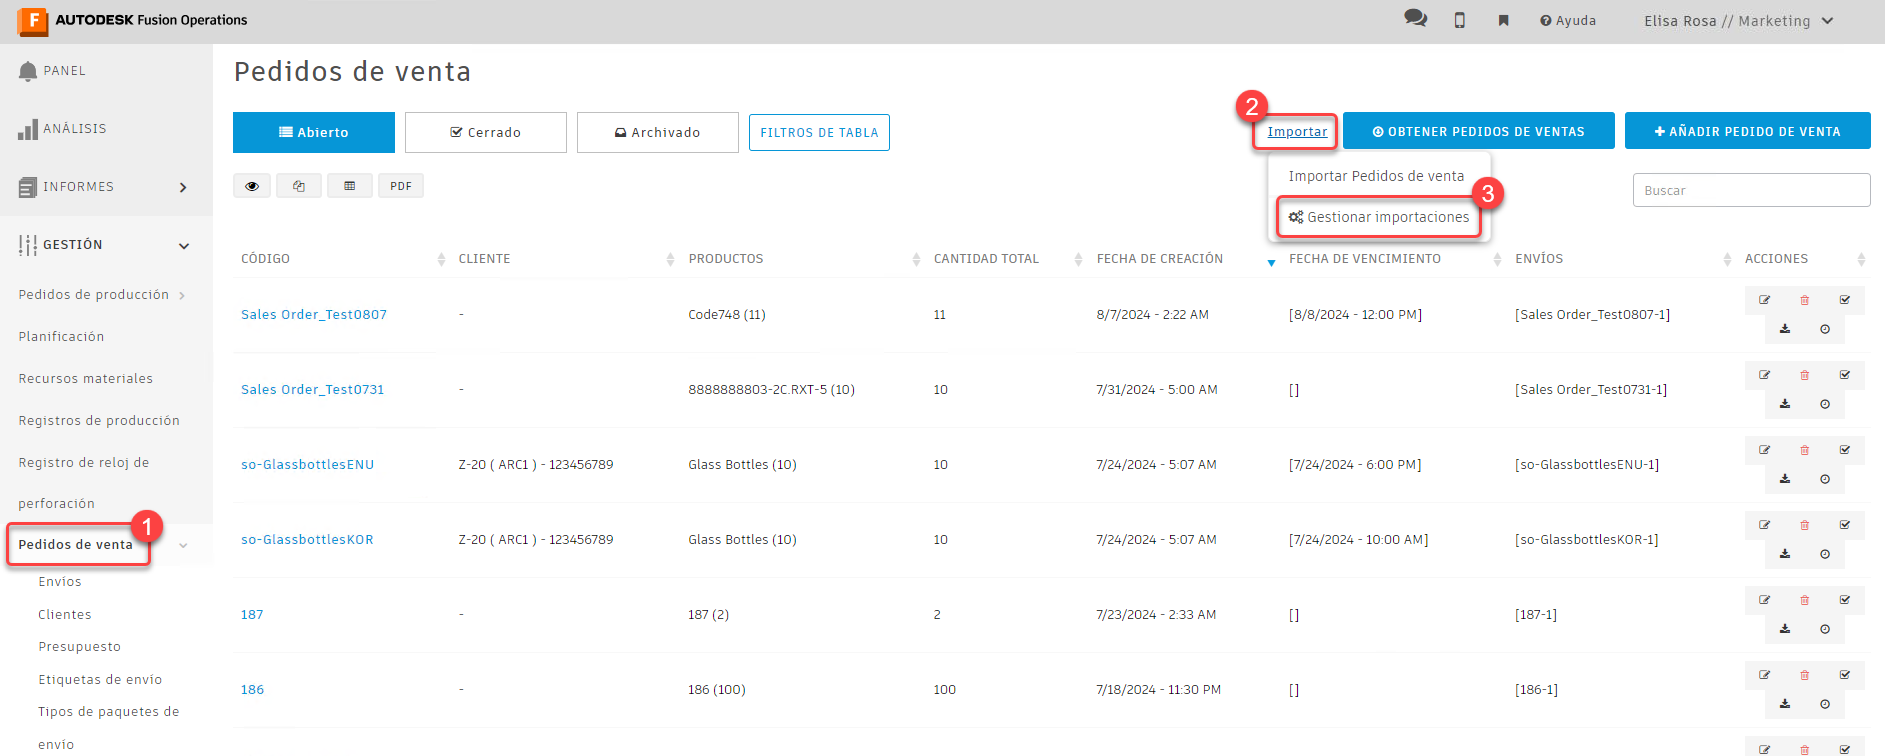 AUTODESK Fusion Operations
Ayuda
Elisa Rosa // Marketing
PANEL
ANÁLISIS
INFORMES
GESTIÓN
Pedidos de producción
Planificación
Recursos materiales
Registros de producción
Registro de reloj de
perforación
Pedidos de venta
1
Envíos
Clientes
Presupuesto
Etiquetas de envío
Tipos de paquetes de
envío
Pedidos de venta
Abierto
Cerrado
Archivado
FILTROS DE TABLA
2
Importar
OBTENER PEDIDOS DE VENTAS
+ AÑADIR PEDIDO DE VENTA
PDF
Importar Pedidos de venta
3
Gestionar importaciones
Buscar
CÓDIGO CLIENTE PRODUCTOS CANTIDAD TOTAL FECHA DE CREACIÓN FECHA DE VENCIMIENTO ENVÍOS ACCIONES
Sales Order_Test0807 - Code748 (11) 11 8/7/2024 - 2:22 AM [8/8/2024 - 12:00 PM] [Sales Order_Test0807-1]
Sales Order_Test0731 - 8888888803-2C.RXT-5 (10) 10 7/31/2024 - 5:00 AM [] [Sales Order_Test0731-1]
so-GlassbottlesENU Z-20 ( ARC1 ) - 123456789 Glass Bottles (10) 10 7/24/2024 - 5:07 AM [7/24/2024 - 6:00 PM] [so-GlassbottlesENU-1]
so-GlassbottlesKOR Z-20 ( ARC1 ) - 123456789 Glass Bottles (10) 10 7/24/2024 - 5:07 AM [7/24/2024 - 10:00 AM] [so-GlassbottlesKOR-1]
187 - 187 (2) 2 7/23/2024 - 2:33 AM [] [187-1]
186 - 186 (100) 100 7/18/2024 - 11:30 PM [] [186-1]